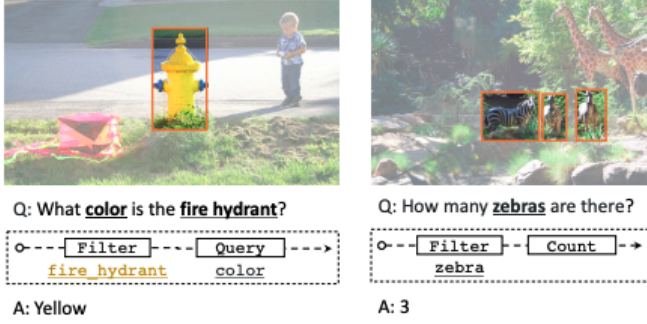 Q: What color is the fire hydrant?
Filter Query
fire_hydrant color
A: Yellow
Q: How many zebras are there?
Filter Count
zebra
A: 3